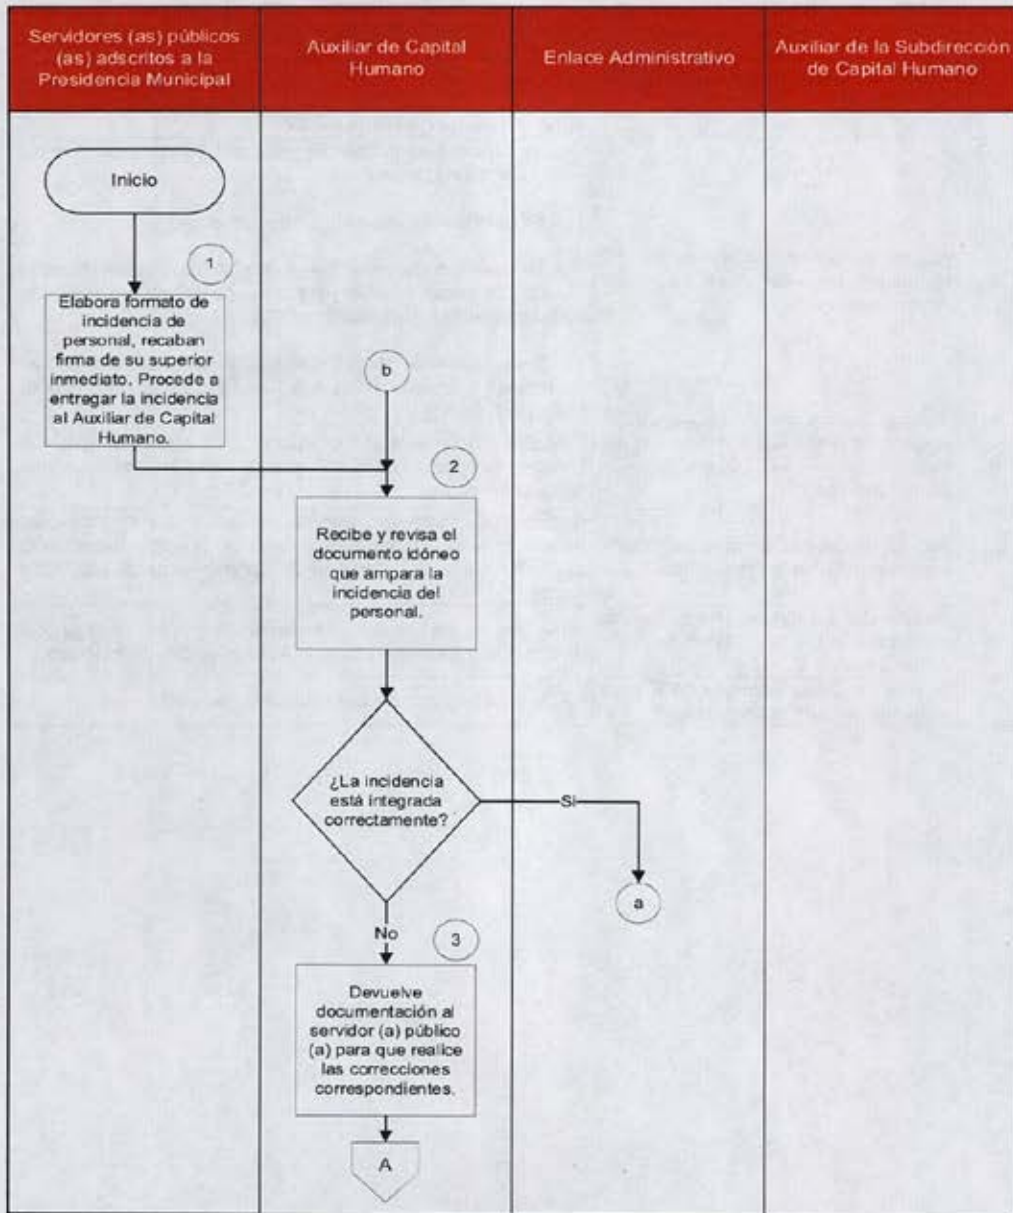 Servidores (as) públicos
(as) adscritos a la
Presidencia Municipal
Auxiliar de Capital
Humano
Enlace Administrativo
Auxiliar de la Subdirección
de Capital Humano
Inicio
1
Elabora formato de
incidencia de
personal, recaban
firma de su superior
inmediato. Procede a
entregar la incidencia
al Auxiliar de Capital
Humano.
b
2
Recibe y revisa el
documento idóneo
que ampara la
incidencia del
personal.
¿La incidencia
está integrada
correctamente?
Si
a
No
3
Devuelve
documentación al
servidor (a) público
(a) para que realice
las correcciones
correspondientes.
A